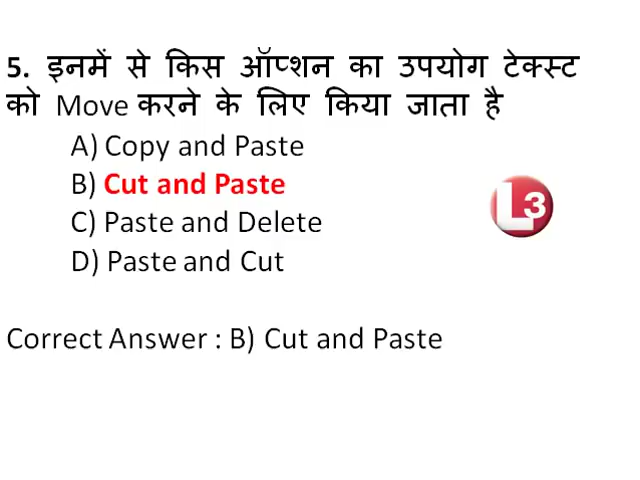 5. इनमें से किस ऑप्शन का उपयोग टेक्स्ट
को Move करने के लिए किया जाता है
A) Copy and Paste
B) Cut and Paste
C) Paste and Delete
D) Paste and Cut
L3
Correct Answer : B) Cut and Paste